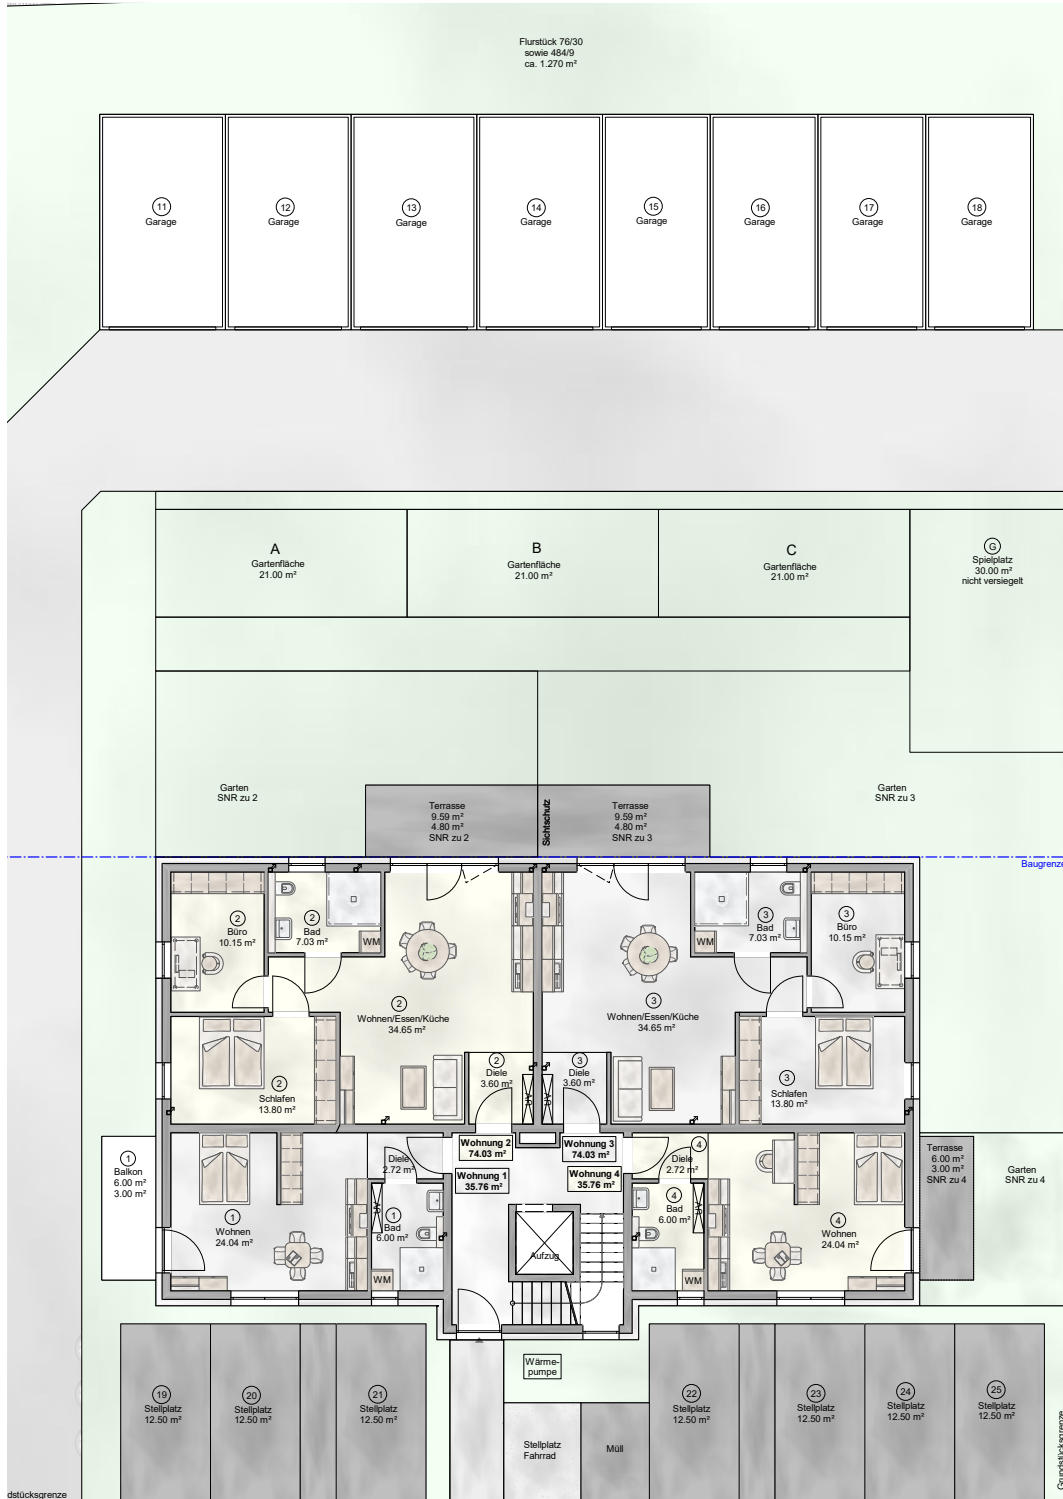 Flurstück 76/30
sowie 484/9
ca. 1.270 m²
11
Garage
12
Garage
13
Garage
14
Garage
15
Garage
16
Garage
17
Garage
18
Garage
A
Gartenfläche
21.00 m²
B
Gartenfläche
21.00 m²
C
Gartenfläche
21.00 m²
G
Spielplatz
30.00 m²
nicht versiegelt
Garten
SNR zu 2
Terrasse
9.59 m²
4.80 m²
SNR zu 2
Sichtschutz
Terrasse
9.59 m²
4.80 m²
SNR zu 3
Garten
SNR zu 3
Baugrenze
2
Büro
10.15 m²
2
Bad
7.03 m²
WM
2
Wohnen/Essen/Küche
34.65 m²
3
Wohnen/Essen/Küche
34.65 m²
WM
3
Bad
7.03 m²
3
Büro
10.15 m²
2
Schlafen
13.80 m²
2
Diele
3.60 m²
AR
3
Diele
3.60 m²
AR
3
Schlafen
13.80 m²
Wohnung 2
74.03 m²
Wohnung 3
74.03 m²
Wohnung 1
35.76 m²
Wohnung 4
35.76 m²
1
Balkon
6.00 m²
3.00 m²
1
Wohnen
24.04 m²
Diele
2.72 m²
AR
1
Bad
6.00 m²
WM
Aufzug
4
Diele
2.72 m²
4
Bad
6.00 m²
AR
WM
4
Wohnen
24.04 m²
Terrasse
6.00 m²
3.00 m²
SNR zu 4
Garten
SNR zu 4
Wärme-
pumpe
19
Stellplatz
12.50 m²
20
Stellplatz
12.50 m²
21
Stellplatz
12.50 m²
22
Stellplatz
12.50 m²
23
Stellplatz
12.50 m²
24
Stellplatz
12.50 m²
25
Stellplatz
12.50 m²
Stellplatz
Fahrrad
Müll
dstücksgrenze
Grundstücksgrenze